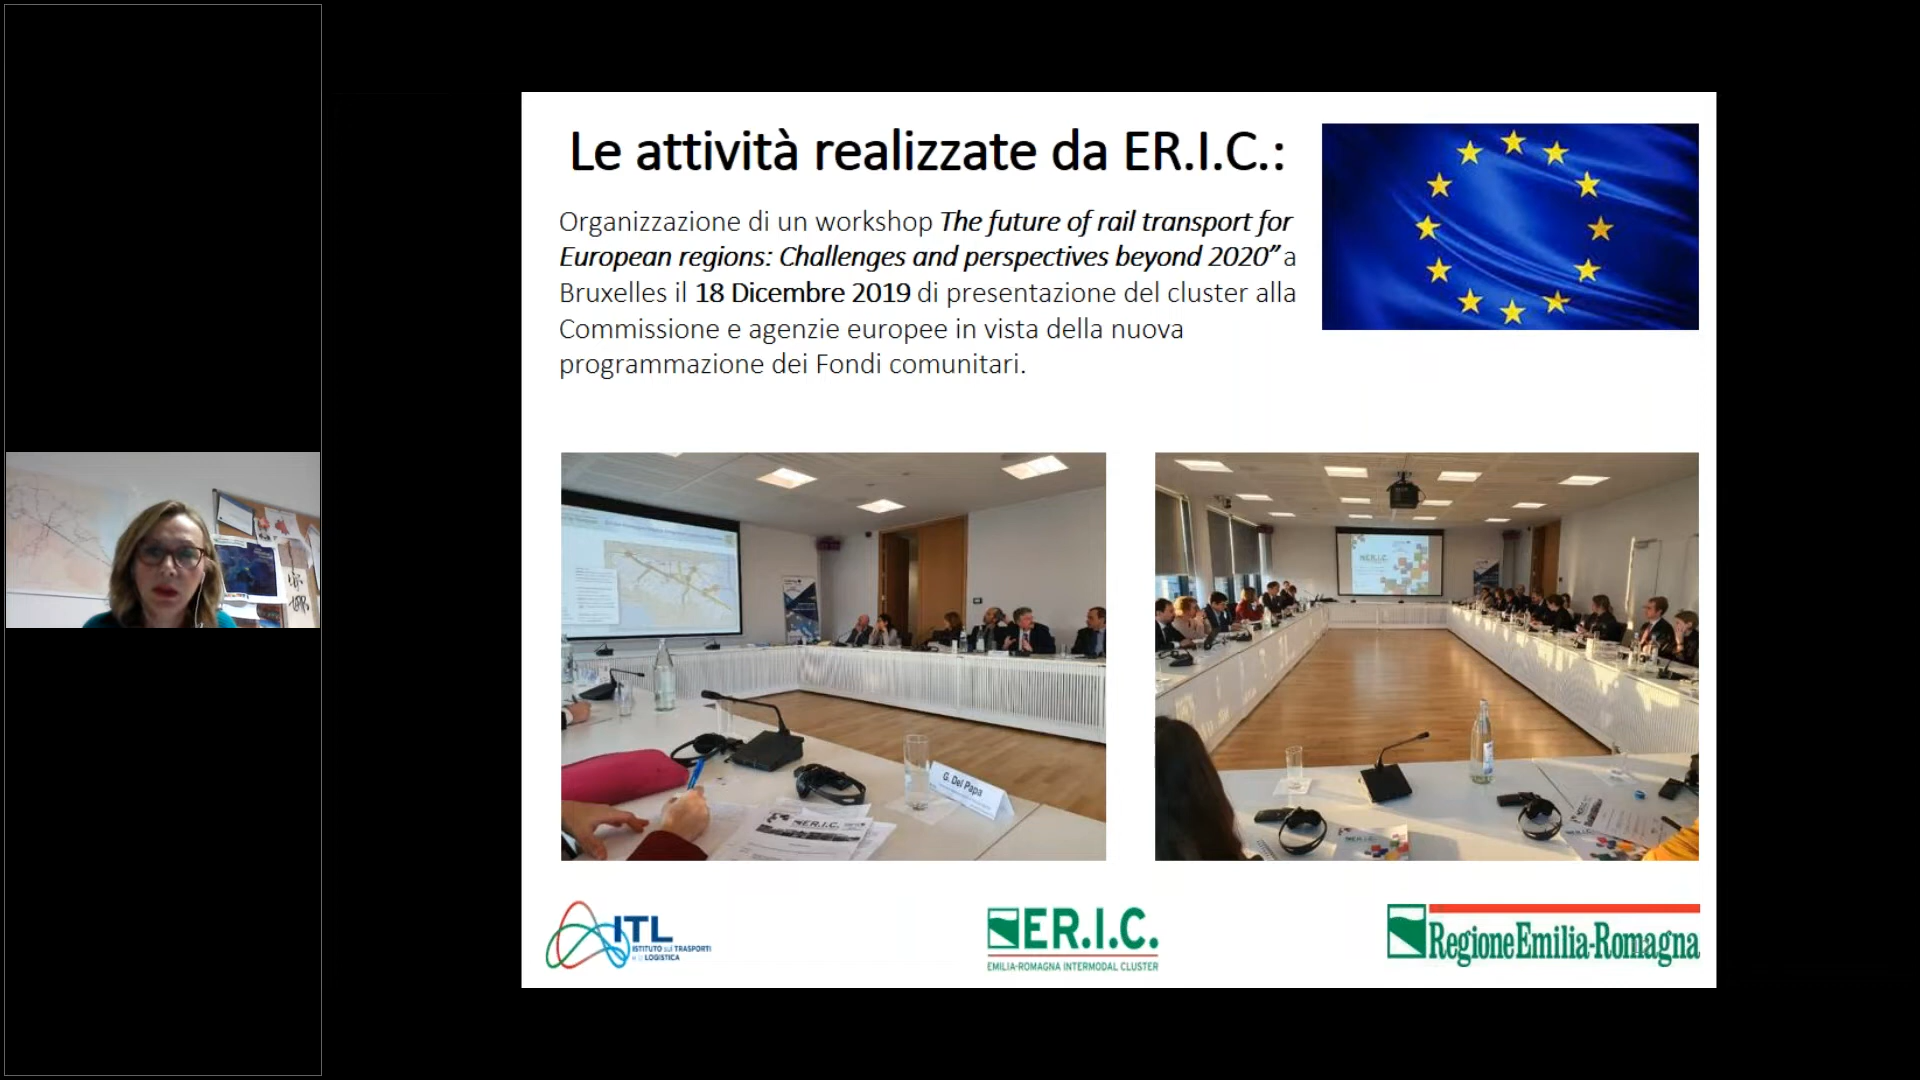 Le attività realizzate da ER.I.C.:
Organizzazione di un workshop The future of rail transport for
European regions: Challenges and perspectives beyond 2020” a
Bruxelles il 18 Dicembre 2019 di presentazione del cluster alla
Commissione e agenzie europee in vista della nuova
programmazione dei Fondi comunitari.
G. Del Papa
ER.I.C.
ER.I.C.
ITL
ISTITUTO sui TRASPORTI
LOGISTICA
ER.I.C.
EMILIA-ROMAGNA INTERMODAL CLUSTER
RegioneEmilia-Romagna